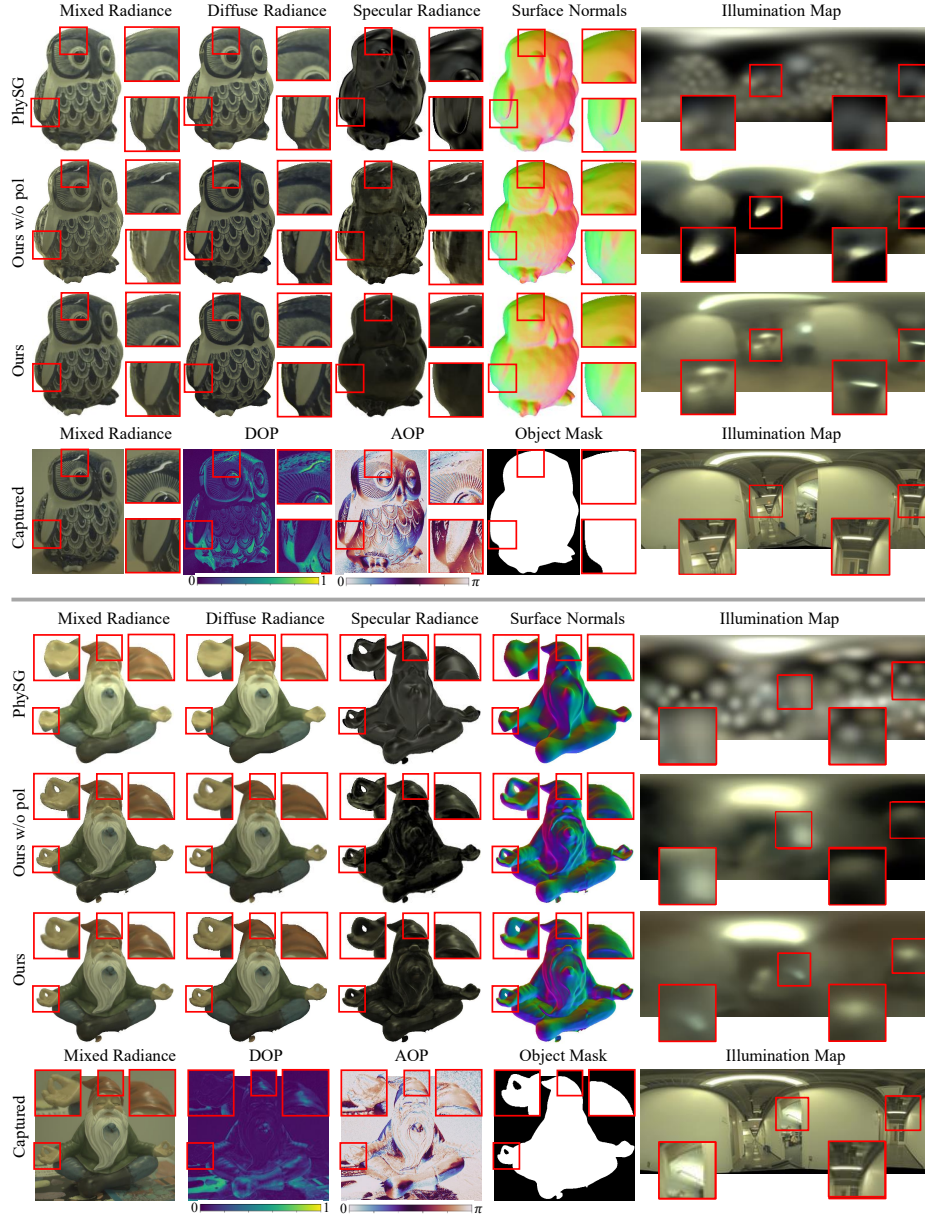 Mixed Radiance Diffuse Radiance Specular Radiance Surface Normals Illumination Map
PhySG
Ours w/o pol
Ours
Mixed Radiance DOP AOP Object Mask Illumination Map
Captured
0 1 0 π
Mixed Radiance Diffuse Radiance Specular Radiance Surface Normals Illumination Map
PhySG
Ours w/o pol
Ours
Mixed Radiance DOP AOP Object Mask Illumination Map
Captured
0 1 0 π